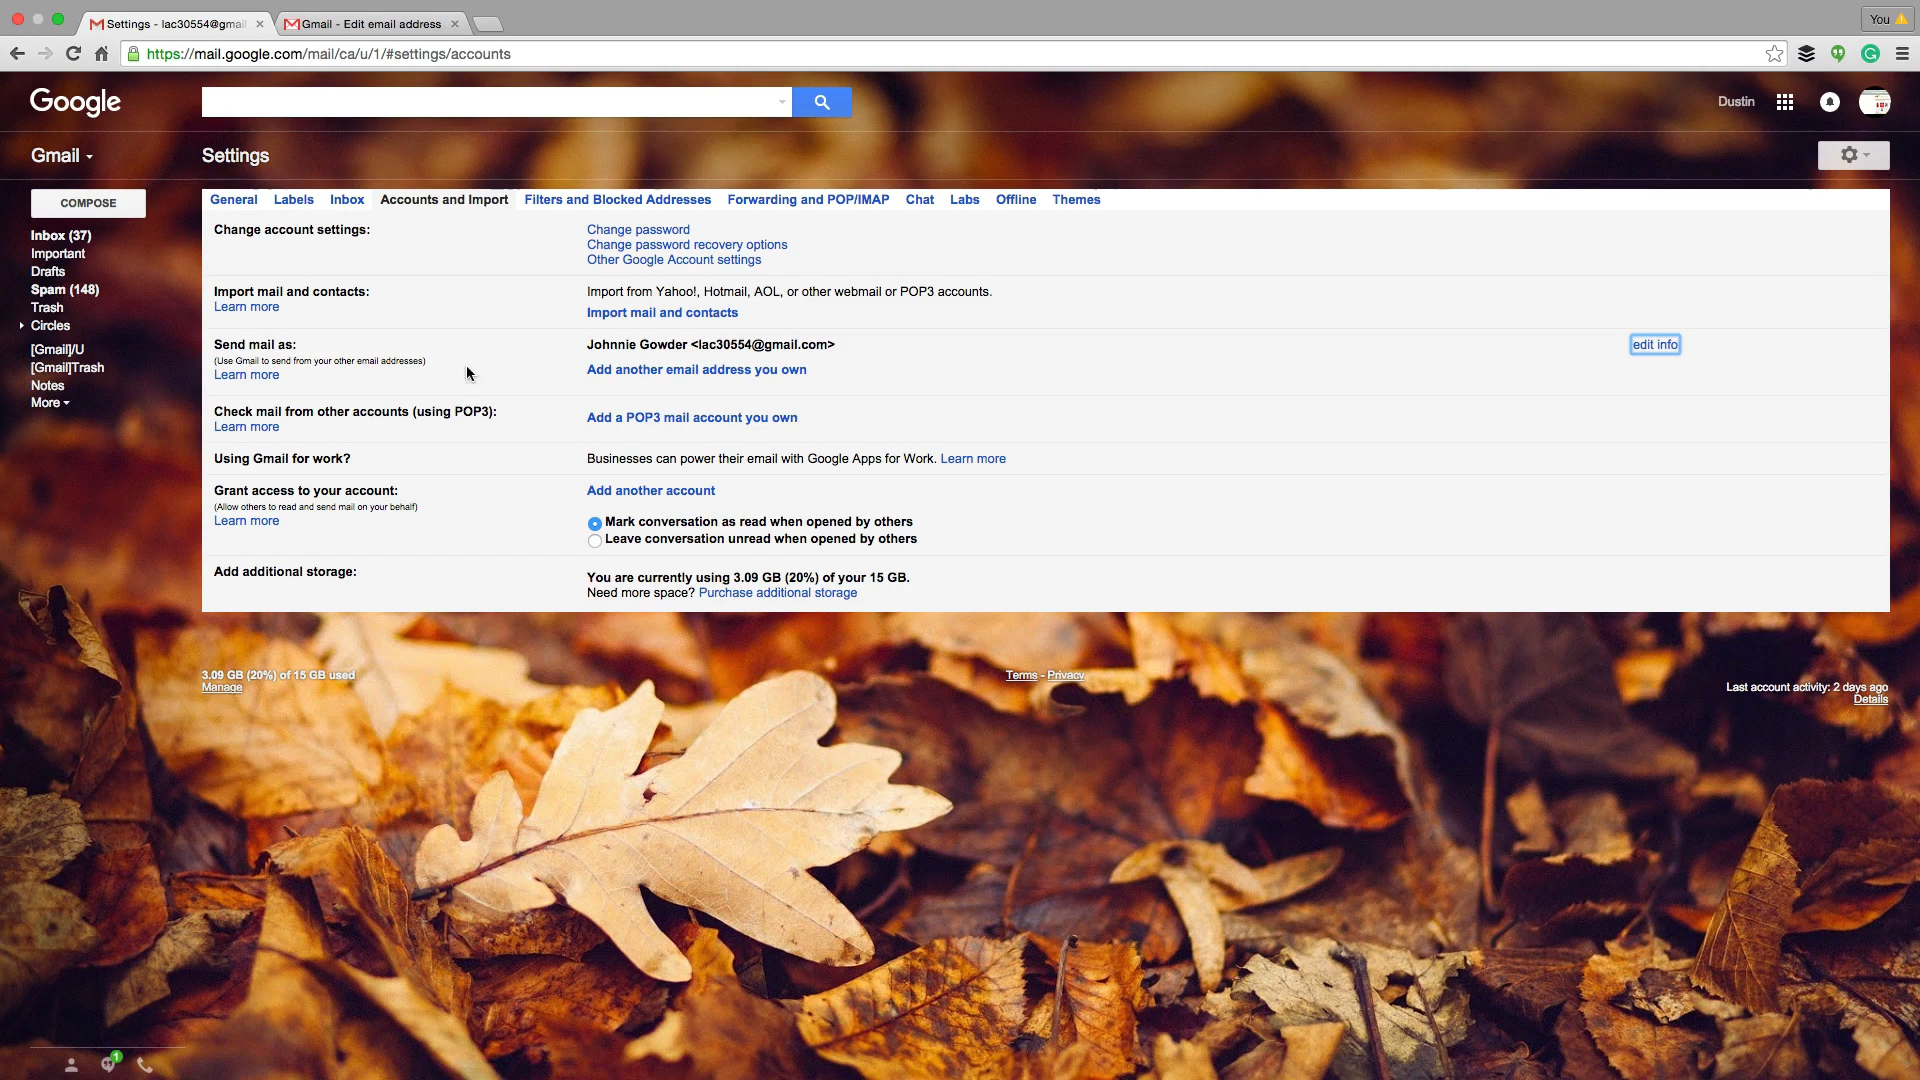 Settings - lac30554@gmail
Gmail - Edit email address
You
https://mail.google.com/mail/ca/u/1/#settings/accounts
Google
Dustin
Gmail
Settings
COMPOSE
General Labels Inbox Accounts and Import Filters and Blocked Addresses Forwarding and POP/IMAP Chat Labs Offline Themes
Inbox (37)
Important
Drafts
Spam (148)
Trash
Circles
[Gmail]/U
[Gmail]Trash
Notes
More
Change account settings:
Change password
Change password recovery options
Other Google Account settings
Import mail and contacts:
Learn more
Import from Yahoo!, Hotmail, AOL, or other webmail or POP3 accounts.
Import mail and contacts
Send mail as:
(Use Gmail to send from your other email addresses)
Learn more
Johnnie Gowder <lac30554@gmail.com>
edit info
Add another email address you own
Check mail from other accounts (using POP3):
Learn more
Add a POP3 mail account you own
Using Gmail for work?
Businesses can power their email with Google Apps for Work. Learn more
Grant access to your account:
(Allow others to read and send mail on your behalf)
Learn more
Add another account
Mark conversation as read when opened by others
Leave conversation unread when opened by others
Add additional storage:
You are currently using 3.09 GB (20%) of your 15 GB.
Need more space? Purchase additional storage
3.09 GB (20%) of 15 GB used
Manage
Terms - Privacy
Last account activity: 2 days ago
Details
1